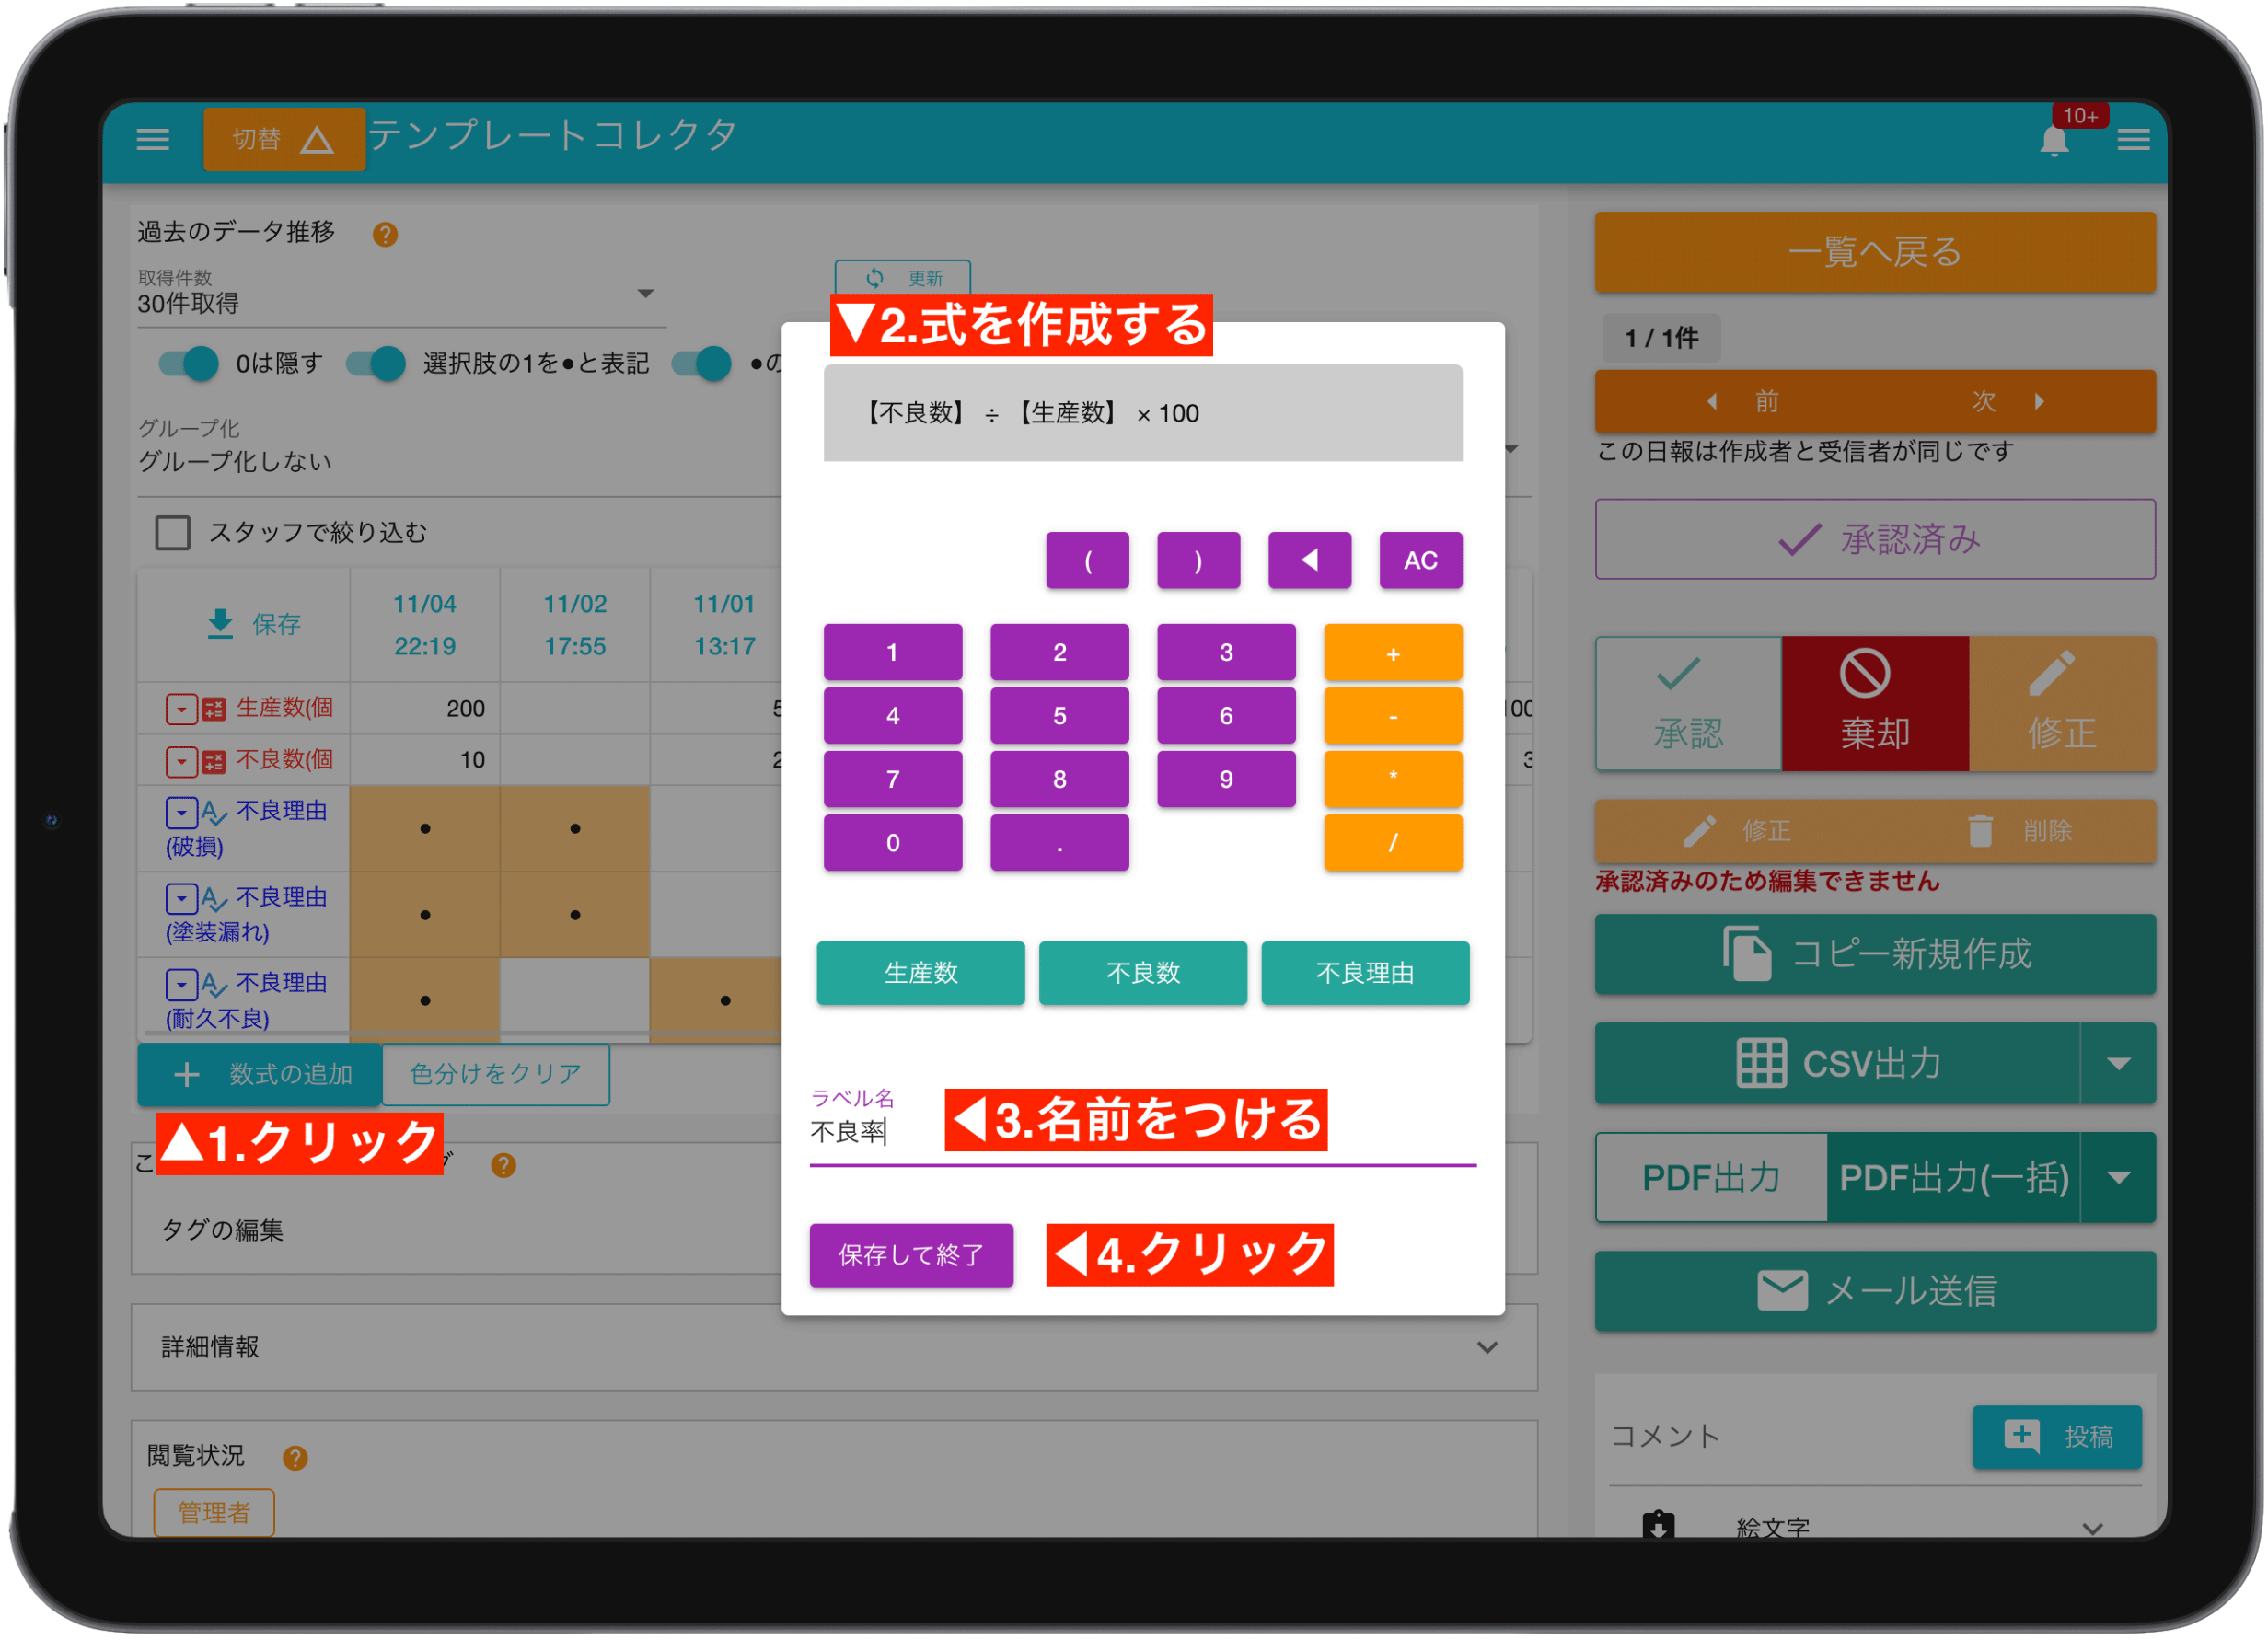 切替
テンプレートコレクタ
10+
過去のデータ推移
取得件数
30件取得
更新
0は隠す
選択肢の1を●と表記
●の
グループ化
グループ化しない
スタッフで絞り込む
保存
11/04
22:19
11/02
17:55
11/01
13:17
生産数(個
200
5
100
不良数(個
10
2
3
不良理由
(破損)
● ●
不良理由
(塗装漏れ)
● ●
不良理由
(耐久不良)
● ●
+ 数式の追加
色分けをクリア
▲1.クリック
こ
グ
タグの編集
詳細情報
閲覧状況
管理者
▼2.式を作成する
【不良数】 ÷ 【生産数】 × 100
( ) ◀ AC
1 2 3 +
4 5 6 -
7 8 9 *
0 . /
生産数 不良数 不良理由
ラベル名
不良率
◀3.名前をつける
保存して終了
◀4.クリック
一覧へ戻る
1 / 1件
前 次
この日報は作成者と受信者が同じです
承認済み
承認 棄却 修正
修正 削除
承認済みのため編集できません
コピー新規作成
CSV出力
PDF出力 PDF出力(一括)
メール送信
コメント
投稿
絵文字